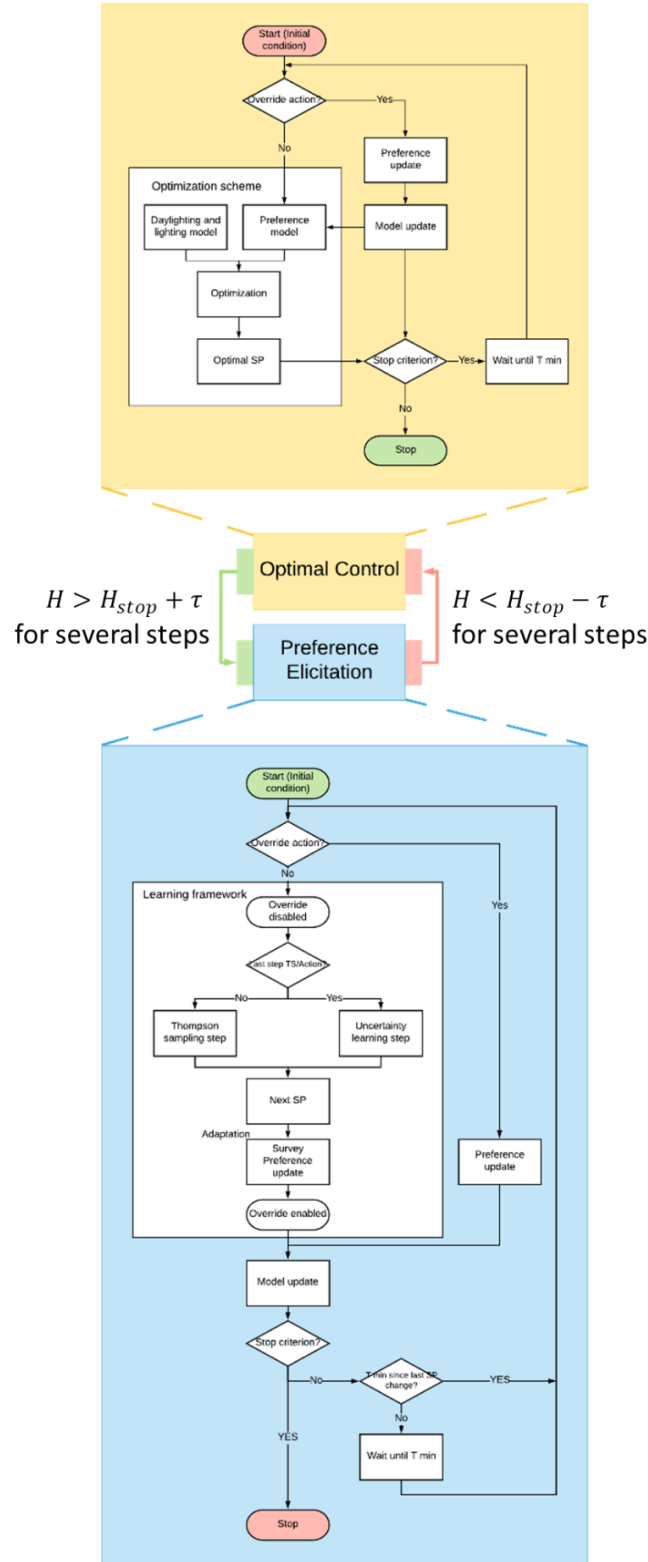 Start (Initial
condition)
Override action?
Yes
No
Preference
update
Optimization scheme
Daylighting and
lighting model
Preference
model
Model update
Optimization
Optimal SP
Stop criterion?
Yes
Wait until T min
No
Stop
Optimal Control
H > H_{stop} + τ
for several steps
H < H_{stop} − τ
for several steps
Preference
Elicitation
Start (Initial
condition)
Override action?
No
Yes
Learning framework
Override
disabled
Last step TS/Action?
No
Yes
Thompson
sampling step
Uncertainty
learning step
Next SP
Adaptation
Survey
Preference
update
Preference
update
Override enabled
Model update
Stop criterion?
No
T min since last SP
change?
YES
No
YES
Wait until T min
Stop